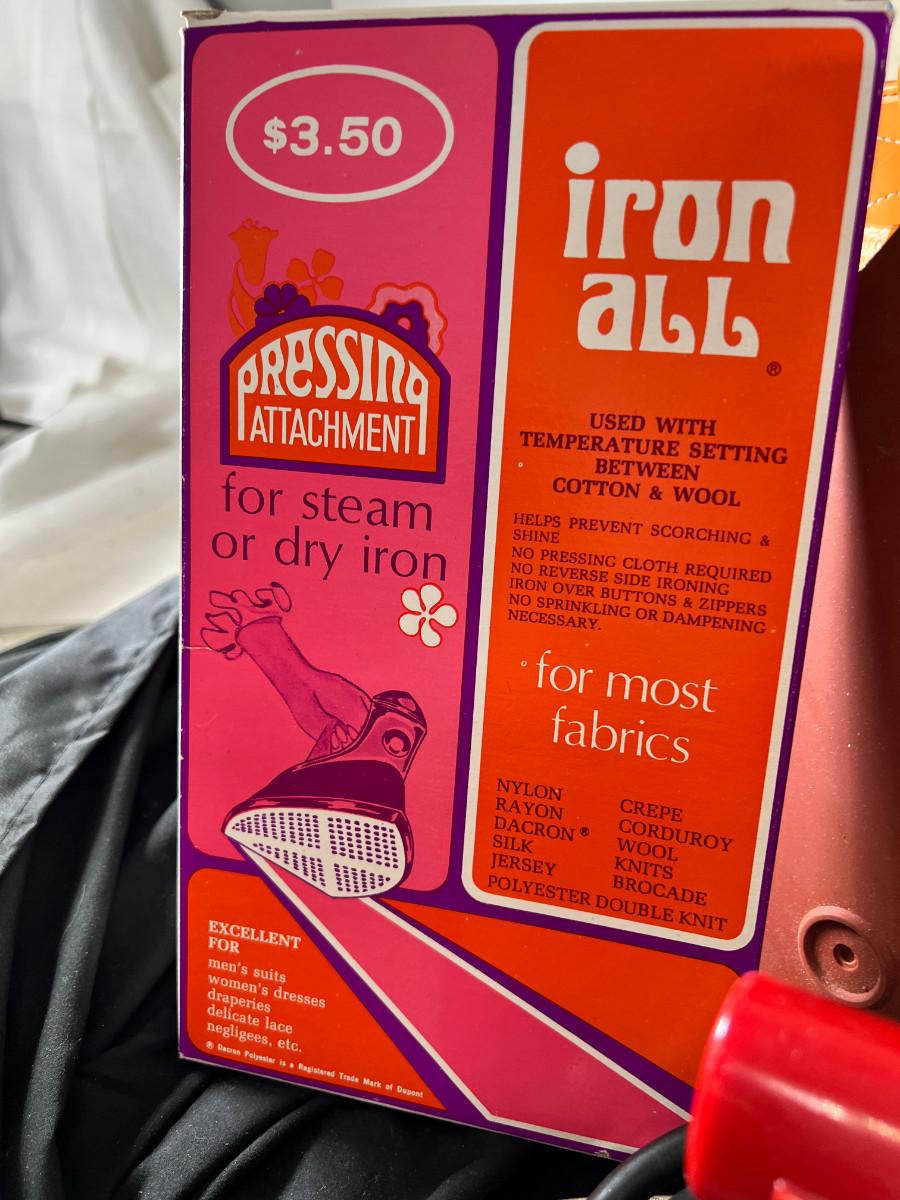 $3.50
PRESSING
ATTACHMENT
for steam
or dry iron
iron
ALL
®
USED WITH
TEMPERATURE SETTING
BETWEEN
COTTON & WOOL
HELPS PREVENT SCORCHING &
SHINE
NO PRESSING CLOTH REQUIRED
NO REVERSE SIDE IRONING
IRON OVER BUTTONS & ZIPPERS
NO SPRINKLING OR DAMPENING
NECESSARY.
for most
fabrics
NYLON
RAYON
DACRON ®
SILK
JERSEY
CREPE
CORDUROY
WOOL
KNITS
BROCADE
POLYESTER DOUBLE KNIT
EXCELLENT
FOR
men's suits
women's dresses
draperies
delicate lace
negligees, etc.
® Dacron Polyester is a Registered Trade Mark of Dupont